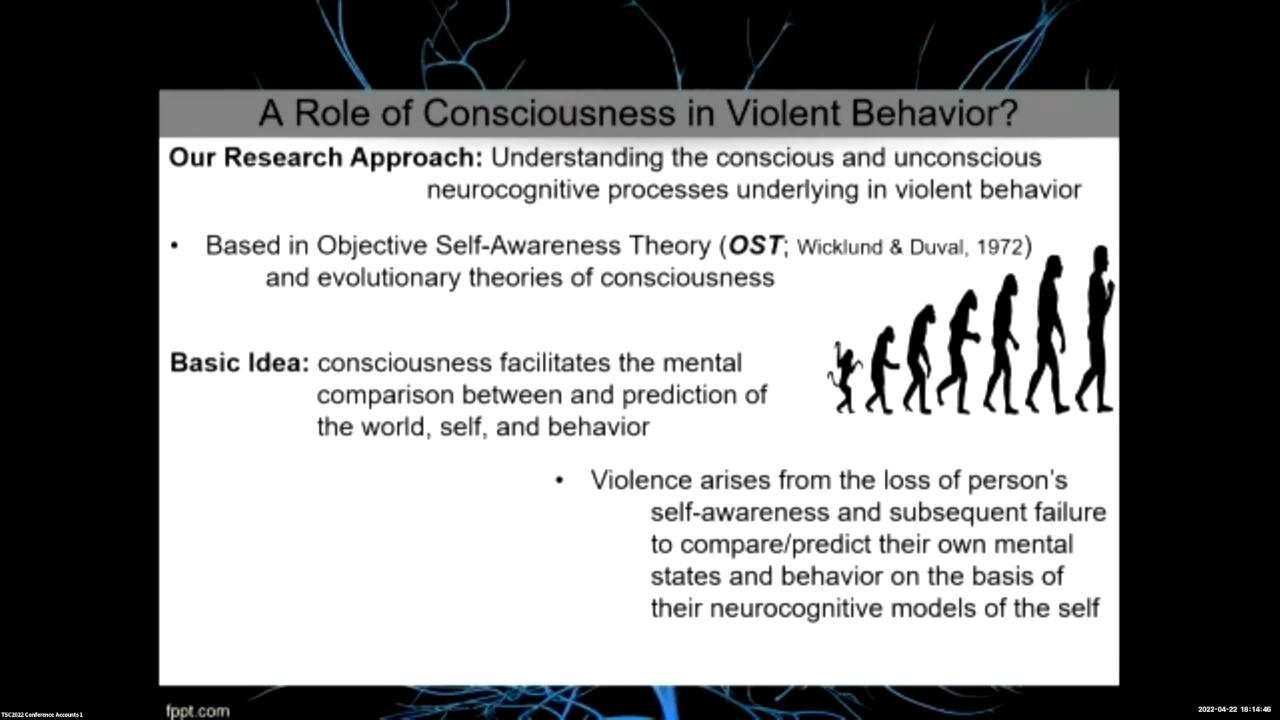 A Role of Consciousness in Violent Behavior?
Our Research Approach: Understanding the conscious and unconscious
neurocognitive processes underlying in violent behavior
• Based in Objective Self-Awareness Theory (OST; Wicklund & Duval, 1972)
and evolutionary theories of consciousness
Basic Idea: consciousness facilitates the mental
comparison between and prediction of
the world, self, and behavior
• Violence arises from the loss of person's
self-awareness and subsequent failure
to compare/predict their own mental
states and behavior on the basis of
their neurocognitive models of the self
fppt.com
TSC2022 Conference Accounts 1
2022-04-22 18:14:46